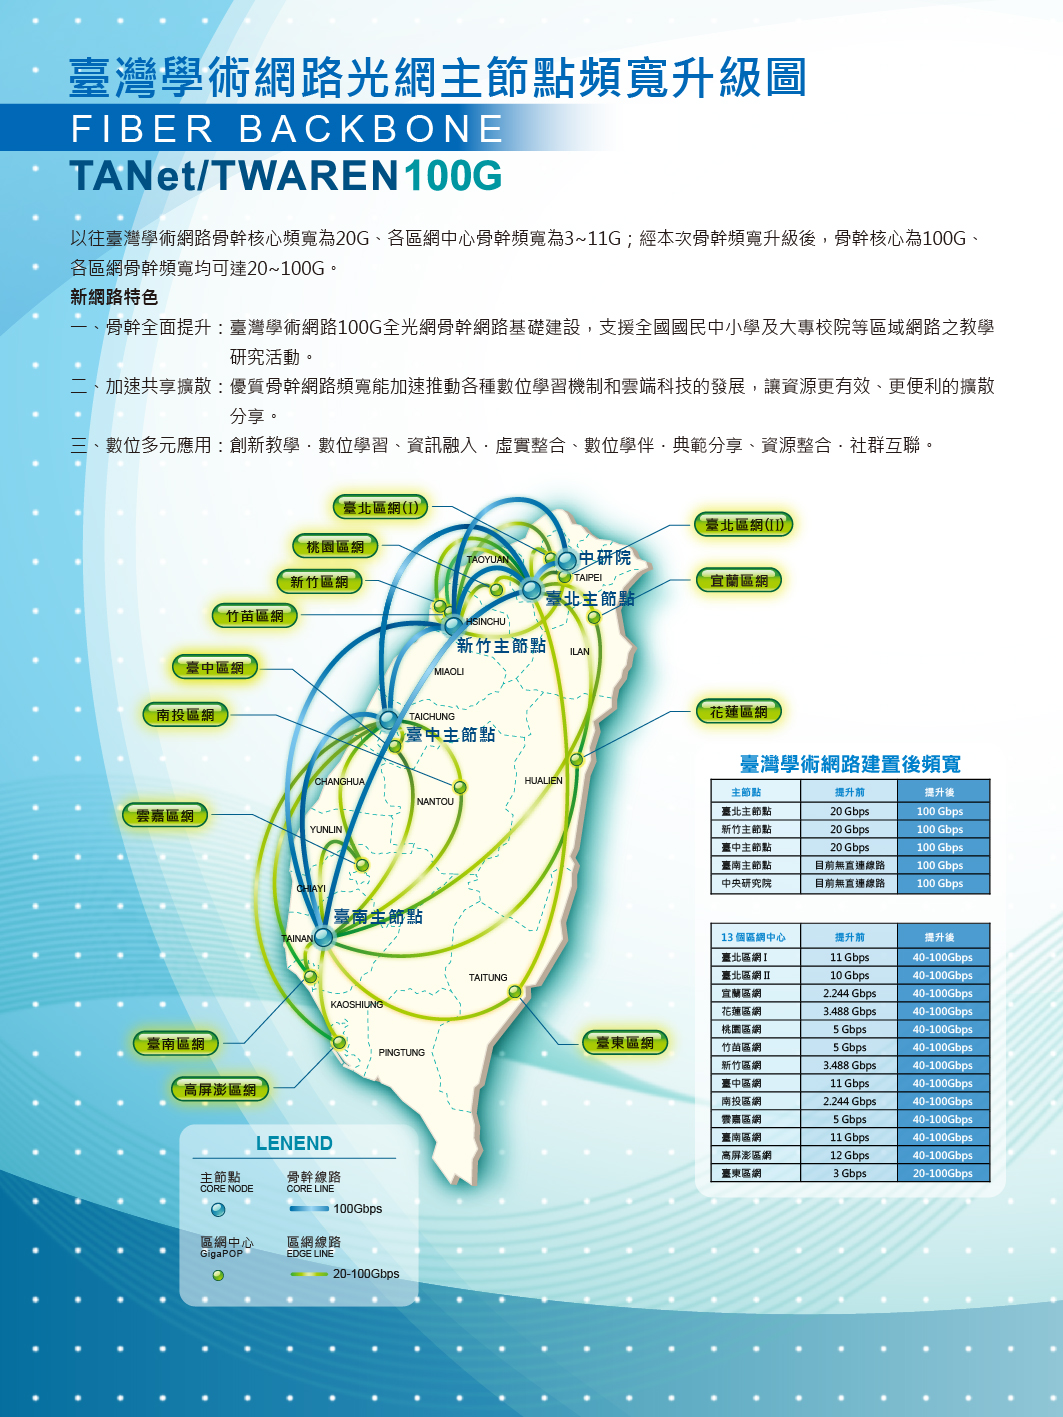 臺灣學術網路光網主節點頻寬升級圖
FIBER BACKBONE
TANet/TWAREN100G
以往臺灣學術網路骨幹核心頻寬為20G、各區網中心骨幹頻寬為3~11G；經本次骨幹頻寬升級後，骨幹核心為100G、
各區網骨幹頻寬均可達20~100G。
新網路特色
一、骨幹全面提升：臺灣學術網路100G全光網骨幹網路基礎建設，支援全國國民中小學及大專校院等區域網路之教學
研究活動。
二、加速共享擴散：優質骨幹網路頻寬能加速推動各種數位學習機制和雲端科技的發展，讓資源更有效、更便利的擴散
分享。
三、數位多元應用：創新教學．數位學習、資訊融入．虛實整合、數位學伴．典範分享、資源整合．社群互聯。
臺北區網(I)
臺北區網(II)
桃園區網
新竹區網
竹苗區網
臺中區網
南投區網
雲嘉區網
臺南區網
高屏澎區網
宜蘭區網
花蓮區網
臺東區網
TAOYUAN
中研院
TAIPEI
臺北主節點
HSINCHU
新竹主節點
ILAN
MIAOLI
TAICHUNG
臺中主節點
CHANGHUA
HUALIEN
NANTOU
YUNLIN
CHIAYI
臺南主節點
TAINAN
TAITUNG
KAOSHIUNG
PINGTUNG
臺灣學術網路建置後頻寬
主節點 提升前 提升後
臺北主節點 20 Gbps 100 Gbps
新竹主節點 20 Gbps 100 Gbps
臺中主節點 20 Gbps 100 Gbps
臺南主節點 目前無直連線路 100 Gbps
中央研究院 目前無直連線路 100 Gbps
13 個區網中心 提升前 提升後
臺北區網 I 11 Gbps 40-100Gbps
臺北區網 II 10 Gbps 40-100Gbps
宜蘭區網 2.244 Gbps 40-100Gbps
花蓮區網 3.488 Gbps 40-100Gbps
桃園區網 5 Gbps 40-100Gbps
竹苗區網 5 Gbps 40-100Gbps
新竹區網 3.488 Gbps 40-100Gbps
臺中區網 11 Gbps 40-100Gbps
南投區網 2.244 Gbps 40-100Gbps
雲嘉區網 5 Gbps 40-100Gbps
臺南區網 11 Gbps 40-100Gbps
高屏澎區網 12 Gbps 40-100Gbps
臺東區網 3 Gbps 20-100Gbps
LENEND
主節點 骨幹線路
CORE NODE CORE LINE
100Gbps
區網中心 區網線路
GigaPOP EDGE LINE
20-100Gbps